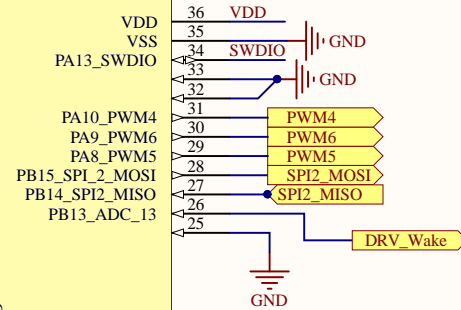 VDD 36 VDD
VSS 35 GND
PA13_SWDIO 34 SWDIO
33 GND
32
PA10_PWM4 31 PWM4
PA9_PWM6 30 PWM6
PA8_PWM5 29 PWM5
PB15_SPI_2_MOSI 28 SPI2_MOSI
PB14_SPI2_MISO 27 SPI2_MISO
PB13_ADC_13 26
25 DRV_Wake
GND